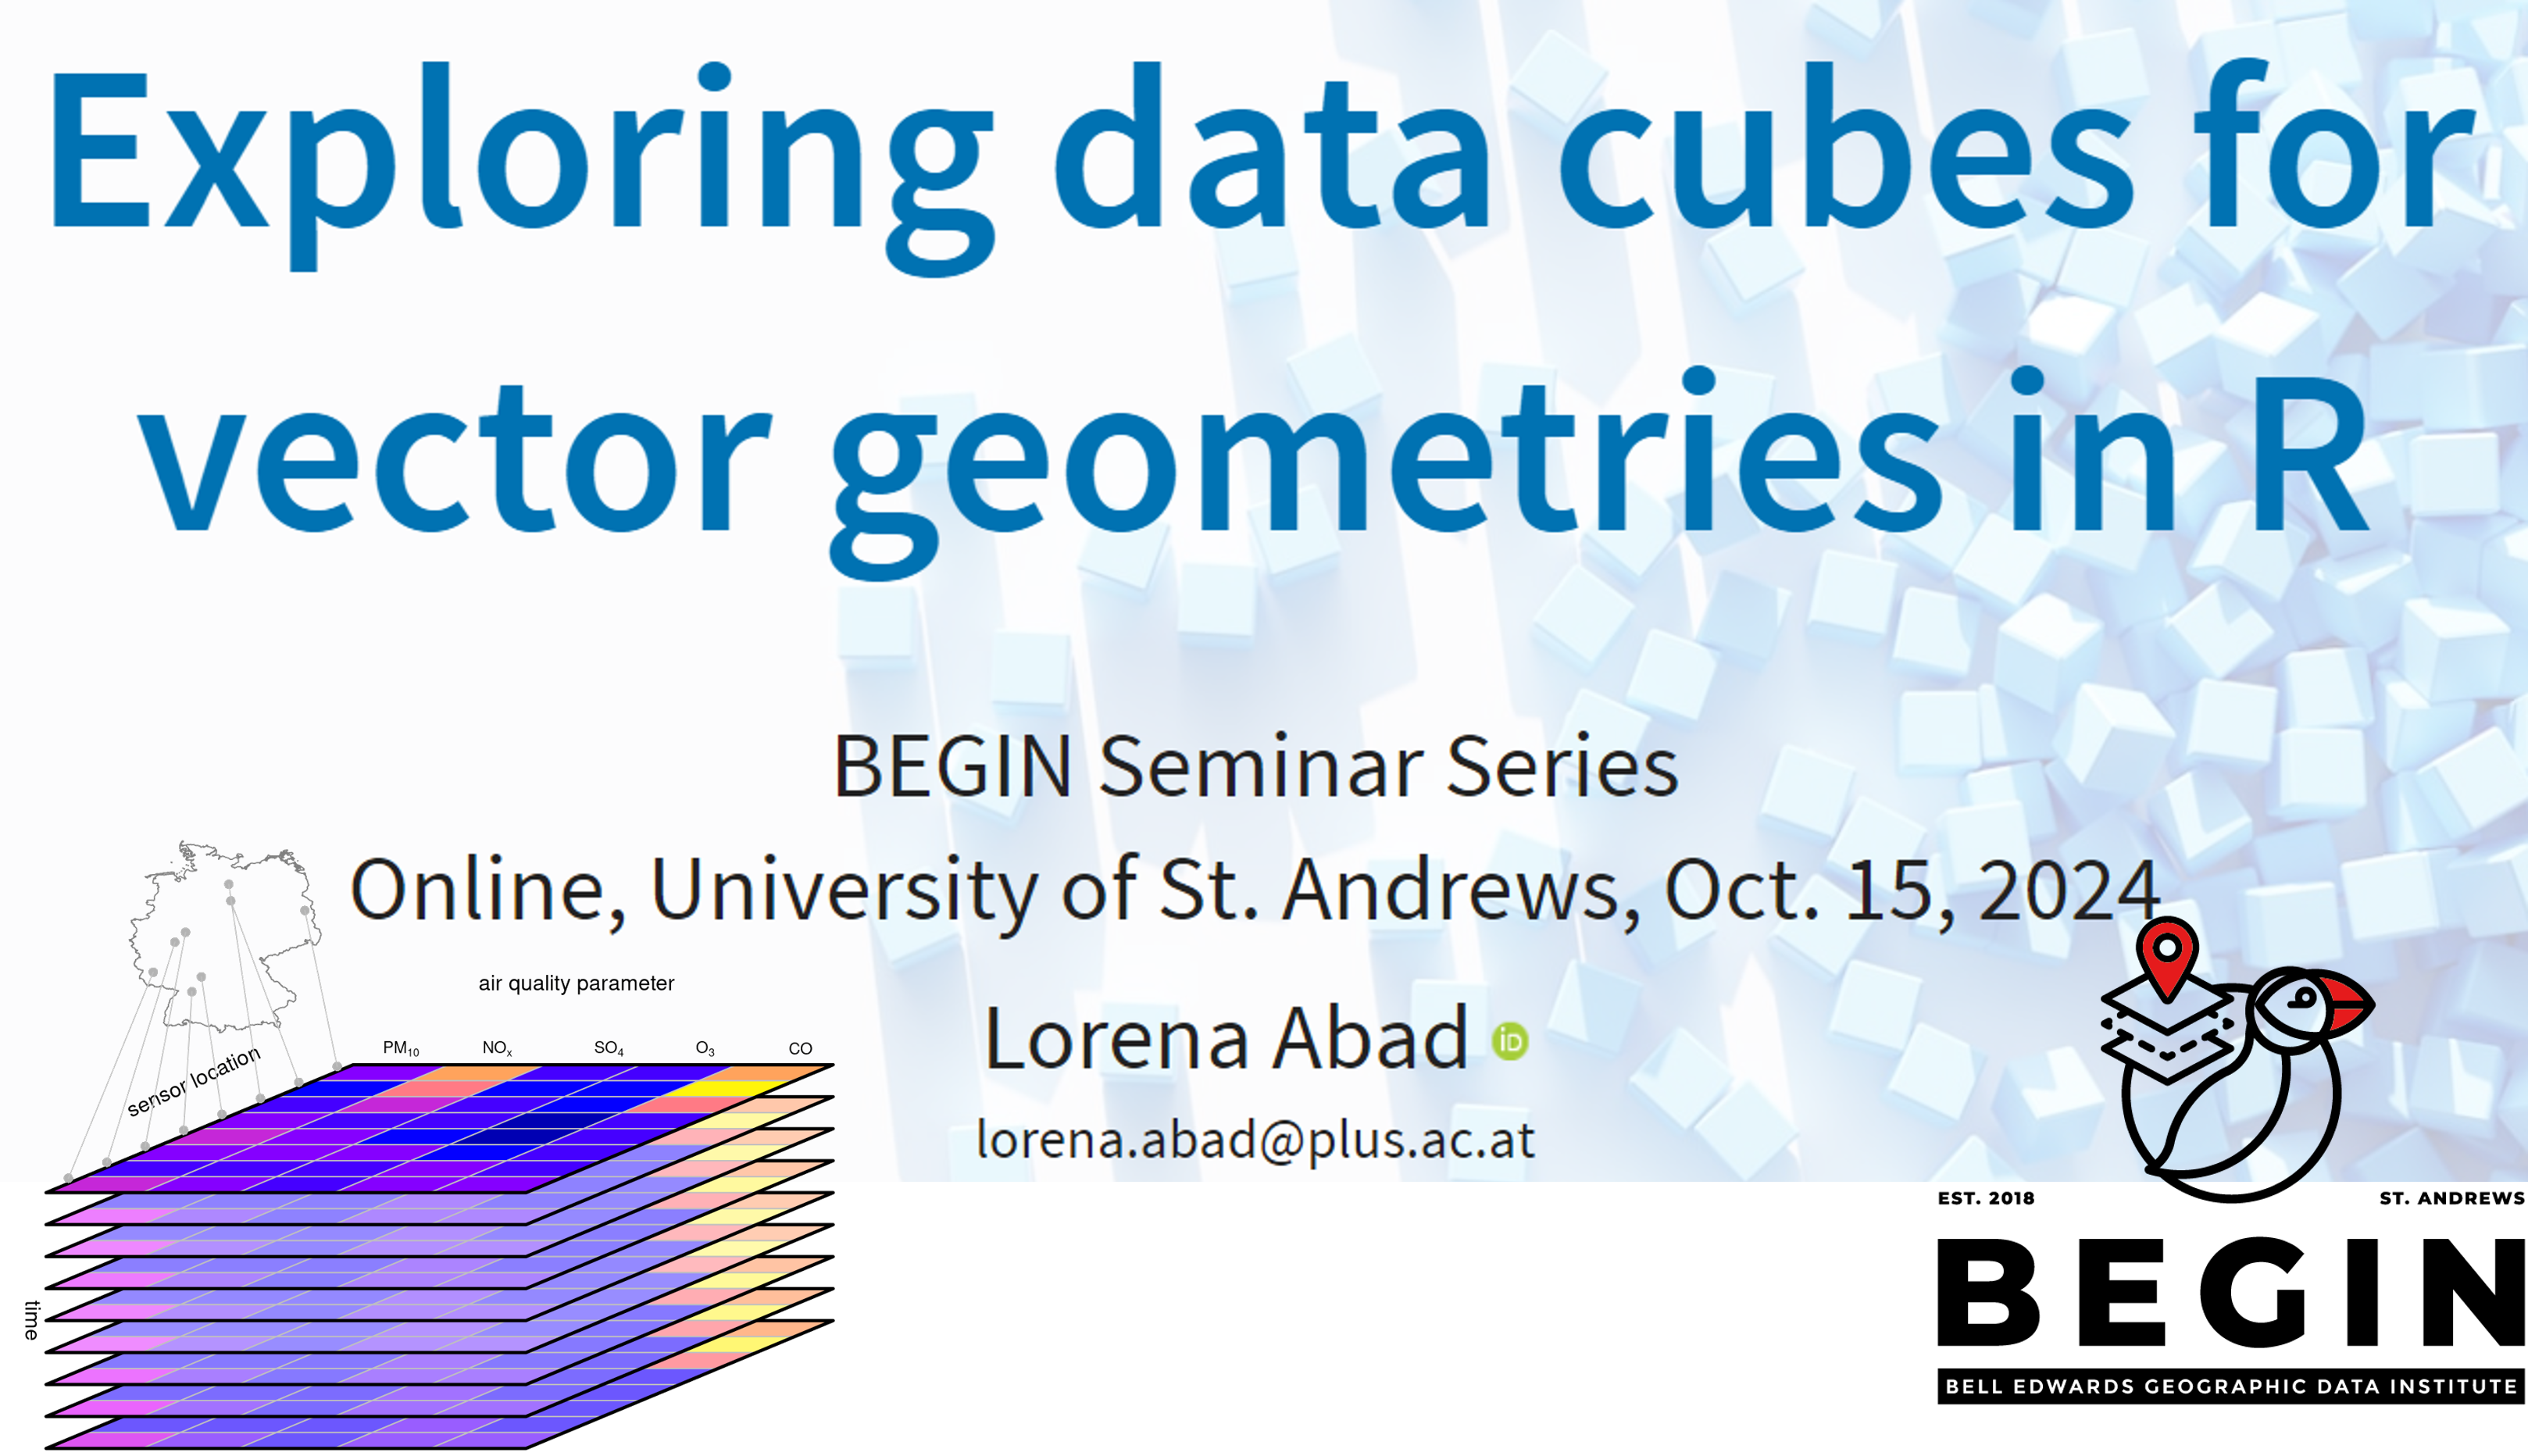 Exploring data cubes for
vector geometries in R
BEGIN Seminar Series
Online, University of St. Andrews, Oct. 15, 2024
Lorena Abad iD
lorena.abad@plus.ac.at
air quality parameter
PM10 NOx SO4 O3 CO
sensor location
time
EST. 2018 ST. ANDREWS
BEGIN
BELL EDWARDS GEOGRAPHIC DATA INSTITUTE